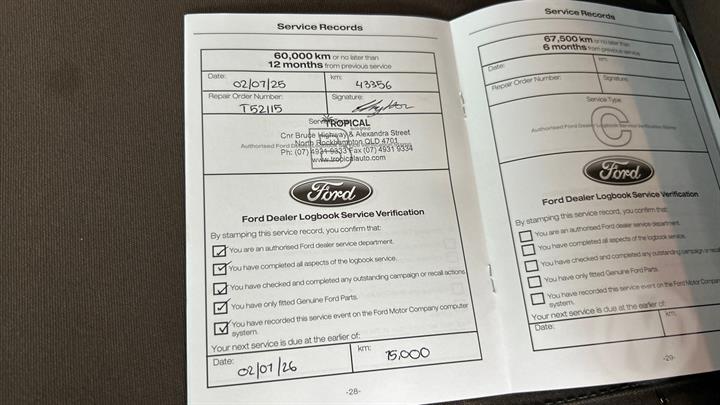 Service Records
60,000 km or no later than
12 months from previous service
Date: 02/07/25 km: 43356
Repair Order Number: T52115 Signature:
TROPICAL
Cnr Bruce Highway & Alexandra Street
North Rockhampton QLD 4701
Ph: (07) 4931 9333 Fax (07) 4931 9334
www.tropicalauto.com
Ford
Ford Dealer Logbook Service Verification
By stamping this service record, you confirm that:
You are an authorised Ford dealer service department.
You have completed all aspects of the logbook service.
You have checked and completed any outstanding campaign or recall actions.
You have only fitted Genuine Ford Parts.
You have recorded this service event on the Ford Motor Company computer
system.
Your next service is due at the earlier of:
Date: 02/07/26 km: 75,000
-28-
Service Records
67,500 km or no later than
6 months from previous service
Date: km:
Repair Order Number: Signature:
Service Type:
C
Authorised Ford Dealer Logbook Service Verification Stamp
Ford
Ford Dealer Logbook Service Verification
By stamping this service record, you confirm that:
You are an authorised Ford dealer service department.
You have completed all aspects of the logbook service.
You have checked and completed any outstanding campaign or recall
You have only fitted Genuine Ford Parts.
You have recorded this service event on the Ford Motor Company
system.
Your next service is due at the earlier of:
Date: km:
-29-